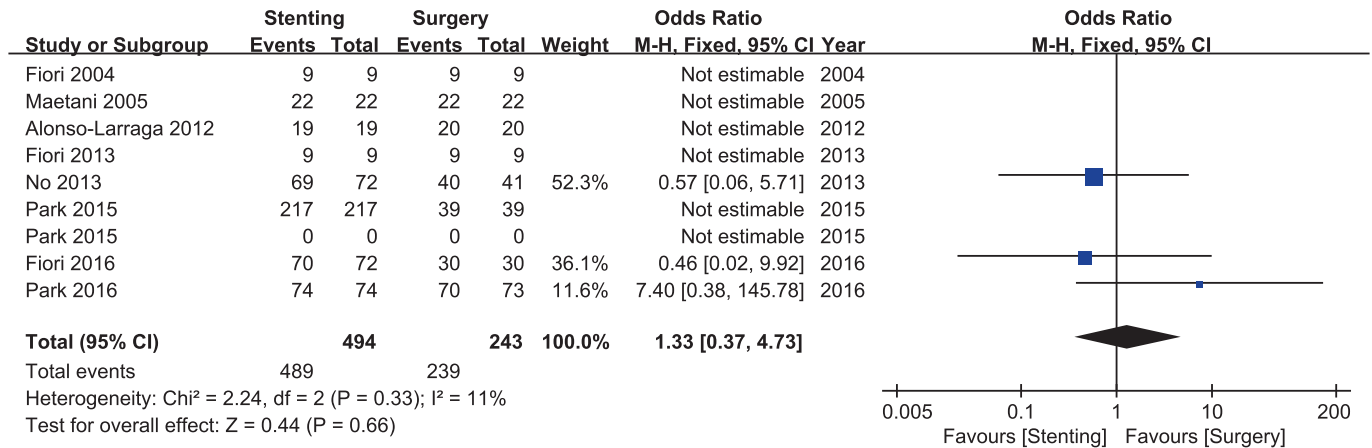 Stenting Surgery Odds Ratio Odds Ratio
Study or Subgroup Events Total Events Total Weight M-H, Fixed, 95% CI Year M-H, Fixed, 95% CI
Fiori 2004 9 9 9 9 Not estimable 2004
Maetani 2005 22 22 22 22 Not estimable 2005
Alonso-Larraga 2012 19 19 20 20 Not estimable 2012
Fiori 2013 9 9 9 9 Not estimable 2013
No 2013 69 72 40 41 52.3% 0.57 [0.06, 5.71] 2013
Park 2015 217 217 39 39 Not estimable 2015
Park 2015 0 0 0 0 Not estimable 2015
Fiori 2016 70 72 30 30 36.1% 0.46 [0.02, 9.92] 2016
Park 2016 74 74 70 73 11.6% 7.40 [0.38, 145.78] 2016
Total (95% CI) 494 243 100.0% 1.33 [0.37, 4.73]
Total events 489 239
Heterogeneity: Chi² = 2.24, df = 2 (P = 0.33); I² = 11%
Test for overall effect: Z = 0.44 (P = 0.66)
0.005 0.1 1 10 200
Favours [Stenting] Favours [Surgery]